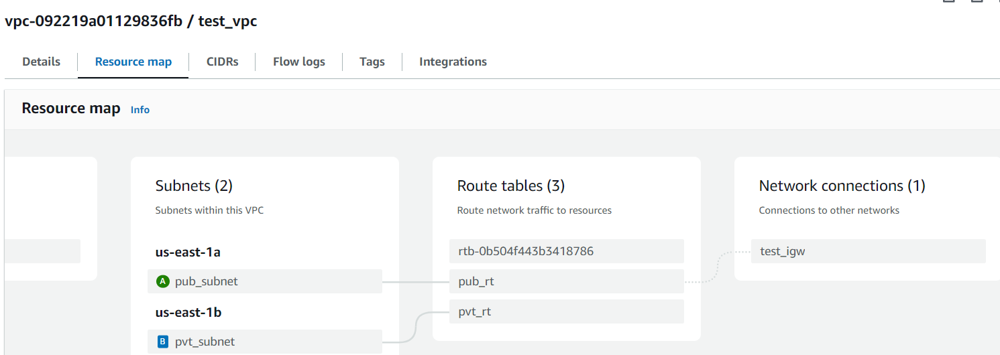 vpc-092219a01129836fb / test_vpc
Details
Resource map
CIDRs
Flow logs
Tags
Integrations
Resource map Info
Subnets (2)
Subnets within this VPC
us-east-1a
A pub_subnet
us-east-1b
B pvt_subnet
Route tables (3)
Route network traffic to resources
rtb-0b504f443b3418786
pub_rt
pvt_rt
Network connections (1)
Connections to other networks
test_igw